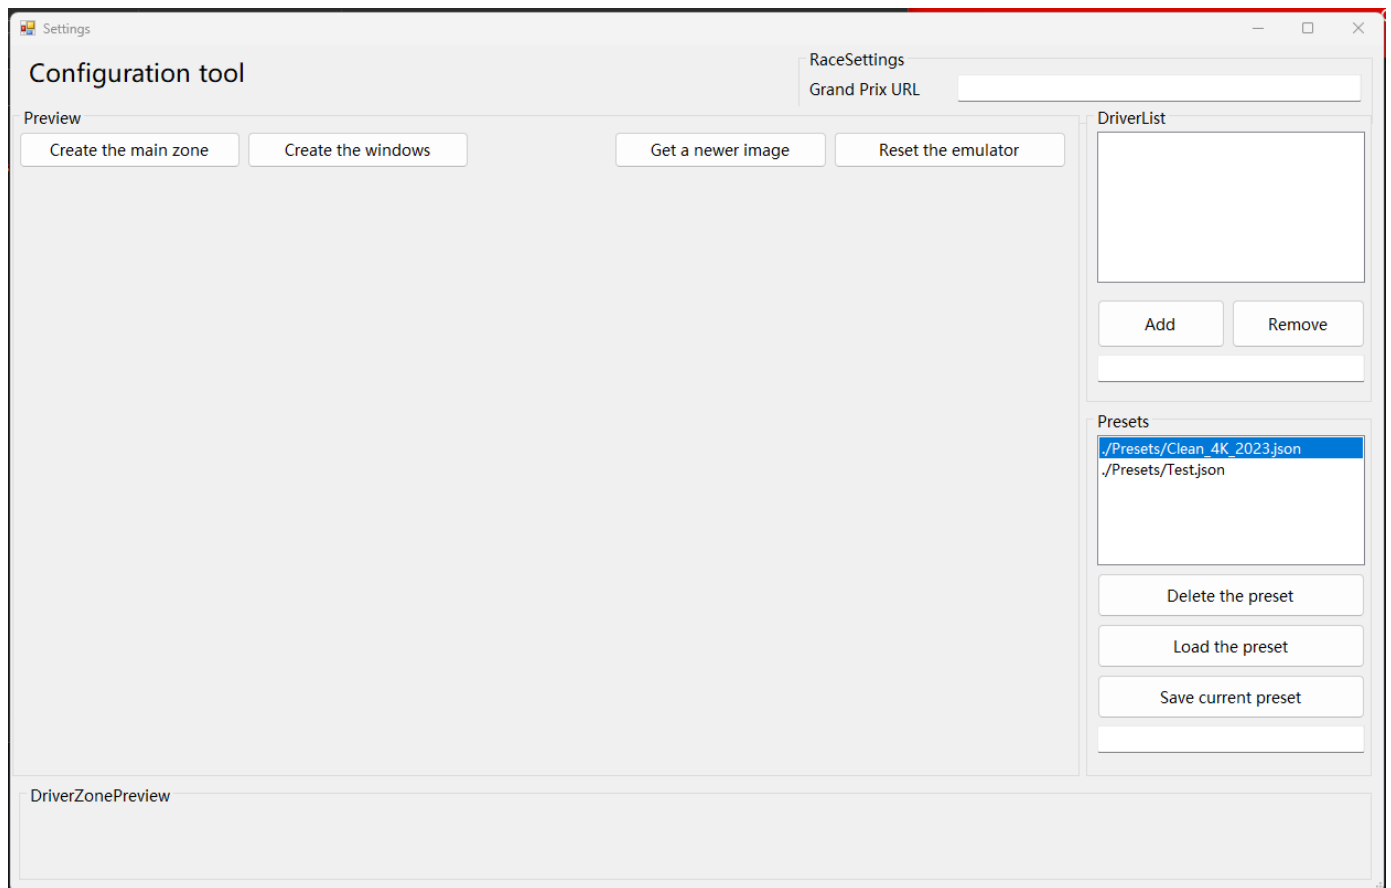 Settings
Configuration tool
RaceSettings
Grand Prix URL
Preview
Create the main zone
Create the windows
Get a newer image
Reset the emulator
DriverList
Add
Remove
Presets
./Presets/Clean_4K_2023.json
./Presets/Test.json
Delete the preset
Load the preset
Save current preset
DriverZonePreview